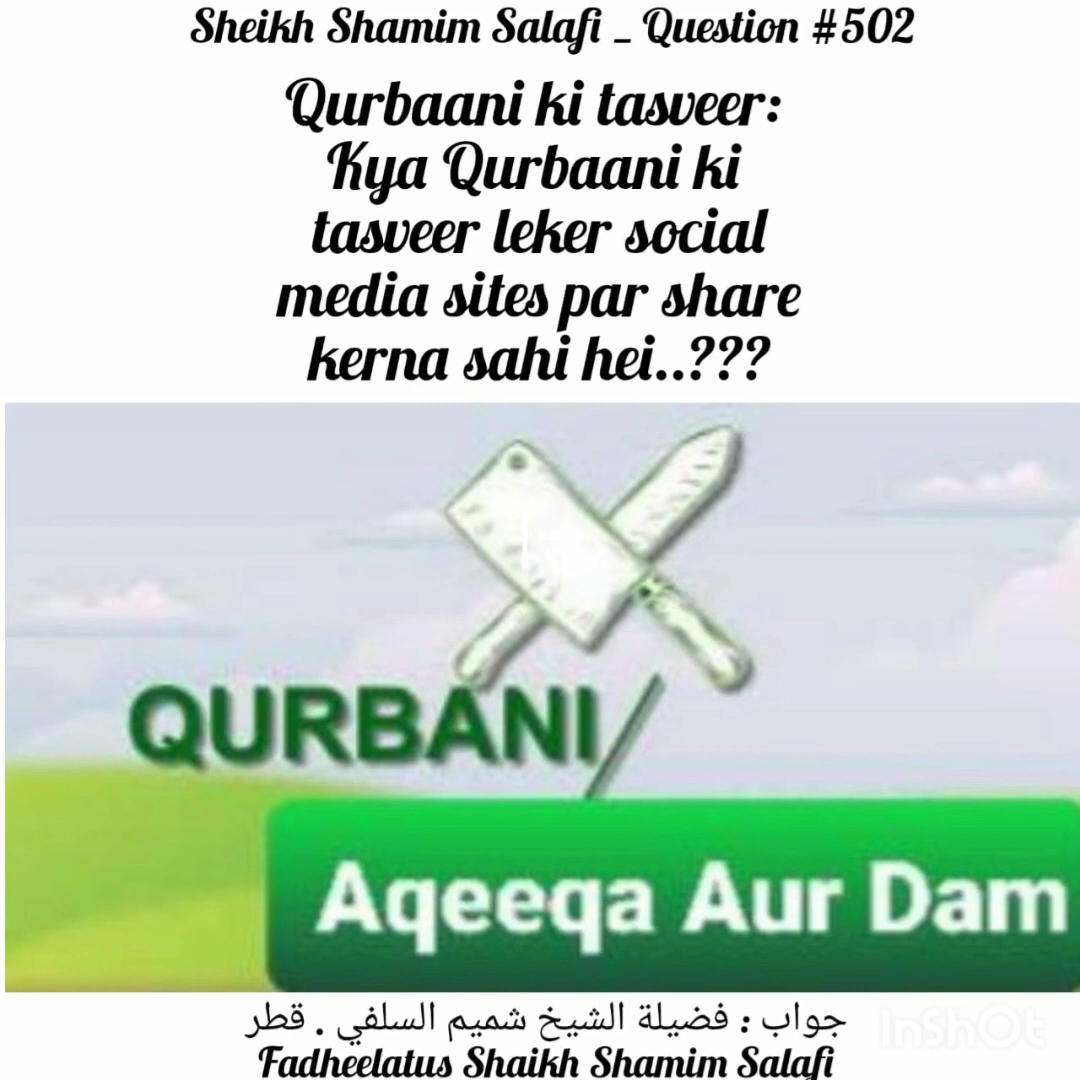 Sheikh Shamim Salafi _ Question #502
Qurbaani ki tasveer:
Kya Qurbaani ki
tasveer leker social
media sites par share
kerna sahi hei..???
QURBANI /
Aqeeqa Aur Dam
جواب : فضيلة الشيخ شميم السلفي . قطر
InShOt
Fadheelatus Shaikh Shamim Salafi